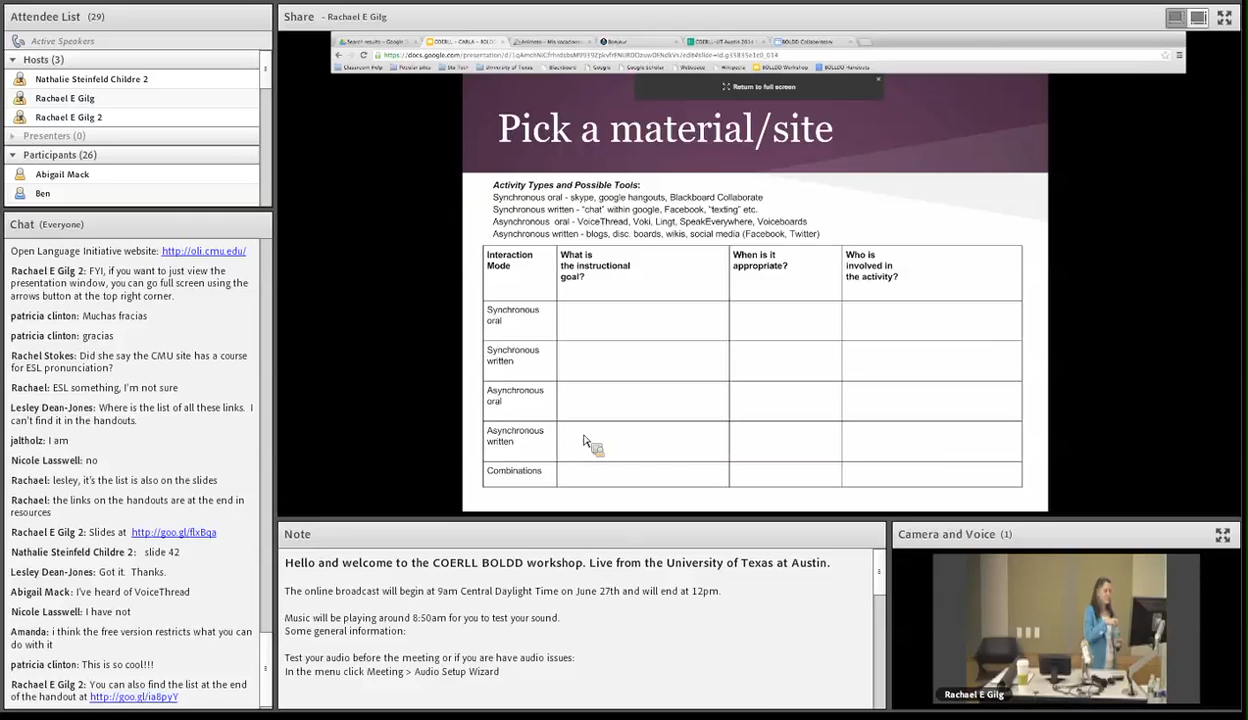 Attendee List (29)
Active Speakers
Hosts (3)
Nathalie Steinfeld Childre 2
Rachael E Gilg
Rachael E Gilg 2
Presenters (0)
Participants (26)
Abigail Mack
Ben
Chat (Everyone)
Open Language Initiative website: http://oli.cmu.edu/
Rachael E Gilg 2: FYI, if you want to just view the
presentation window, you can go full screen using the
arrows button at the top right corner.
patricia clinton: Muchas fracias
patricia clinton: gracias
Rachel Stokes: Did she say the CMU site has a course
for ESL pronunciation?
Rachael: ESL something, I'm not sure
Lesley Dean-Jones: Where is the list of all these links. I
can't find it in the handouts.
jaltholz: I am
Nicole Lasswell: no
Rachael: lesley, it's the list is also on the slides
Rachael: the links on the handouts are at the end in
resources
Rachael E Gilg 2: Slides at http://goo.gl/flxBqa
Nathalie Steinfeld Childre 2: slide 42
Lesley Dean-Jones: Got it. Thanks.
Abigail Mack: I've heard of VoiceThread
Nicole Lasswell: I have not
Amanda: i think the free version restricts what you can
do with it
patricia clinton: This is so cool!!!
Rachael E Gilg 2: You can also find the list at the end
of the handout at http://goo.gl/ia8pyY
Share - Rachael E Gilg
Return to full screen
Pick a material/site
Activity Types and Possible Tools:
Synchronous oral - skype, google hangouts, Blackboard Collaborate
Synchronous written - "chat" within google, Facebook, "texting" etc.
Asynchronous oral - VoiceThread, Voki, Lingt, SpeakEverywhere, Voiceboards
Asynchronous written - blogs, disc. boards, wikis, social media (Facebook, Twitter)
Interaction
Mode
What is
the instructional
goal?
When is it
appropriate?
Who is
involved in
the activity?
Synchronous
oral
Synchronous
written
Asynchronous
oral
Asynchronous
written
Combinations
Note
Hello and welcome to the COERLL BOLDD workshop. Live from the University of Texas at Austin.
The online broadcast will begin at 9am Central Daylight Time on June 27th and will end at 12pm.
Music will be playing around 8:50am for you to test your sound.
Some general information:
Test your audio before the meeting or if you are have audio issues:
In the menu click Meeting > Audio Setup Wizard
Camera and Voice (1)
Rachael E Gilg